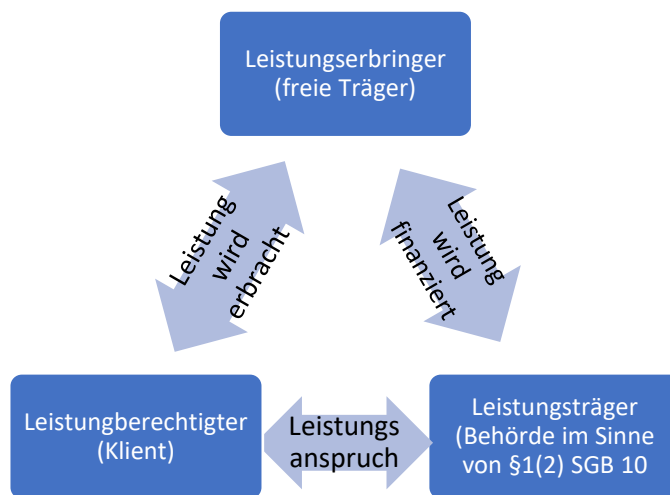 Leistungserbringer
(freie Träger)
Leistung
wird
erbracht
Leistung
wird
finanziert
Leistungberechtigter
(Klient)
Leistungs
anspruch
Leistungsträger
(Behörde im Sinne
von §1(2) SGB 10